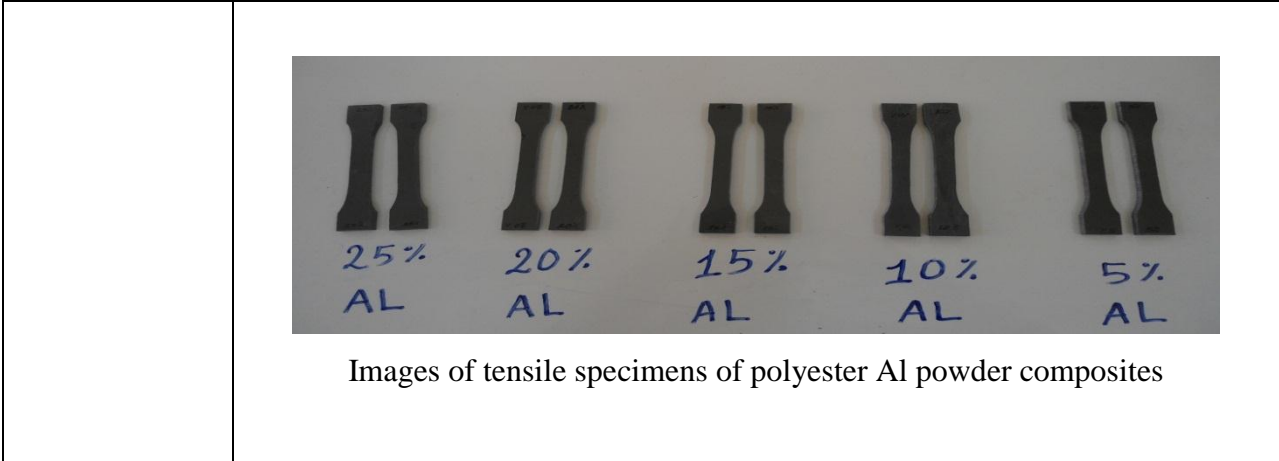 25% 20% 15% 10% 5%
AL AL AL AL AL
Images of tensile specimens of polyester Al powder composites